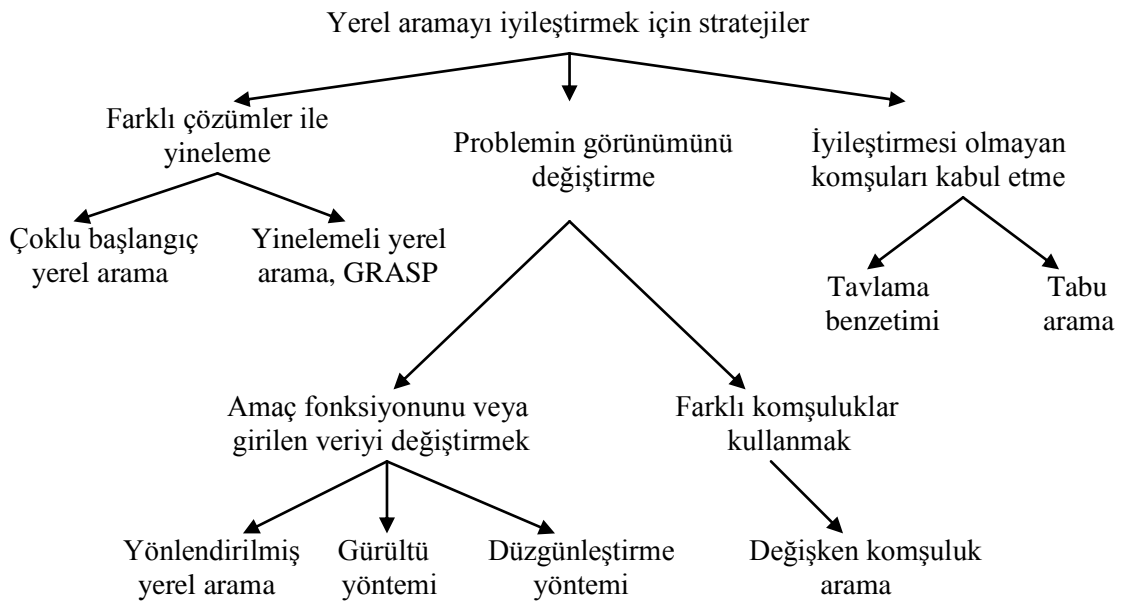 Yerel aramayı iyileştirmek için stratejiler
Farklı çözümler ile
yineleme
Problemin görünümünü
değiştirme
İyileştirmesi olmayan
komşuları kabul etme
Çoklu başlangıç
yerel arama
Yinelemeli yerel
arama, GRASP
Tavlama
benzetimi
Tabu
arama
Amaç fonksiyonunu veya
girilen veriyi değiştirmek
Farklı komşuluklar
kullanmak
Yönlendirilmiş
yerel arama
Gürültü
yöntemi
Düzgünleştirme
yöntemi
Değişken komşuluk
arama